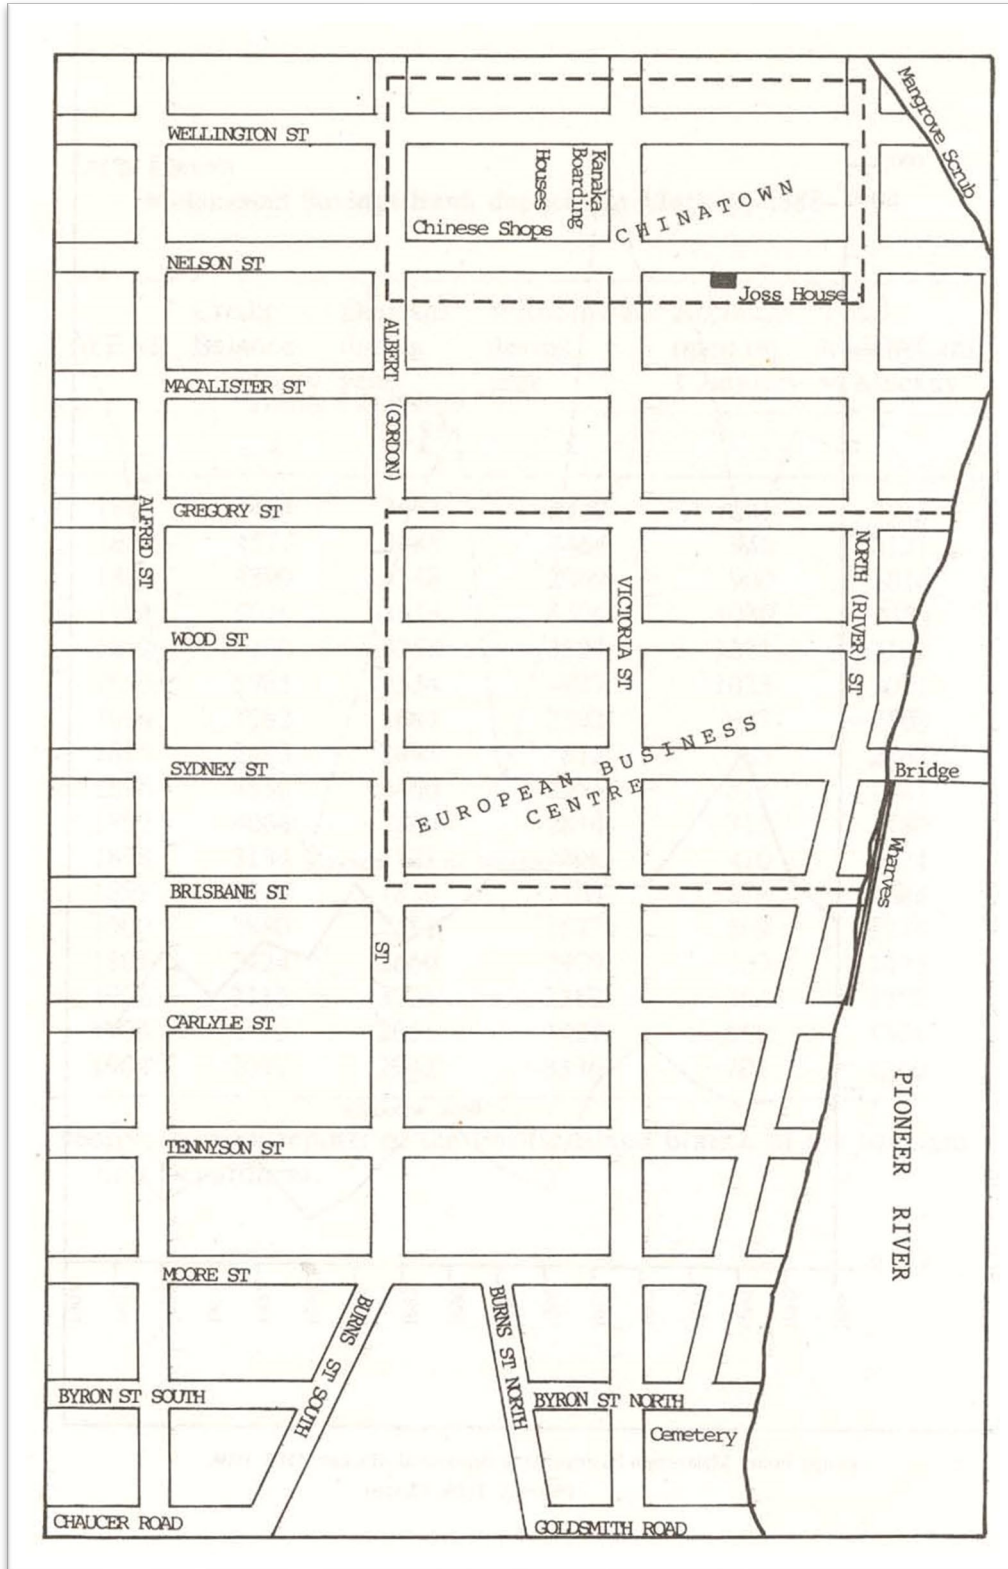 Mangrove Scrub
WELLINGTON ST
Kanaka
Boarding
Houses
CHINATOWN
Chinese Shops
NELSON ST
Joss House
ALBERT (GORDON)
MACALISTER ST
ALFRED ST
GREGORY ST
NORTH (RIVER) ST
VICTORIA ST
WOOD ST
EUROPEAN BUSINESS
CENTRE
SYDNEY ST
Bridge
Wharves
BRISBANE ST
ST
CARLYLE ST
PIONEER RIVER
TENNYSON ST
MOORE ST
BURNS ST SOUTH
BURNS ST NORTH
BYRON ST SOUTH
BYRON ST NORTH
Cemetery
CHAUCER ROAD
GOLDSMITH ROAD